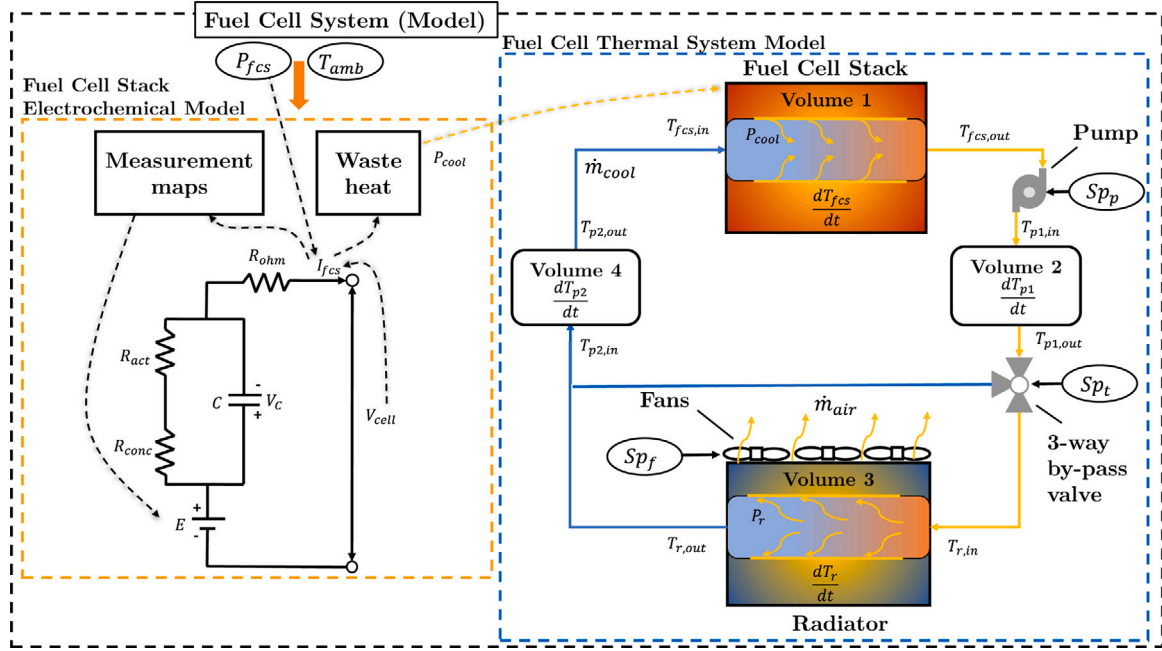 Fuel Cell System (Model)
P_fcs
T_amb
Fuel Cell Stack
Electrochemical Model
Measurement
maps
Waste
heat
P_cool
R_ohm
I_fcs
R_act
C
-
V_C
+
R_conc
V_cell
+
E
-
Fuel Cell Thermal System Model
Fuel Cell Stack
Volume 1
T_fcs,in
P_cool
T_fcs,out
Pump
ṁ_cool
dT_fcs
dt
Sp_p
T_p2,out
T_p1,in
Volume 4
dT_p2
dt
Volume 2
dT_p1
dt
T_p2,in
T_p1,out
Sp_t
Fans
ṁ_air
3-way
by-pass
valve
Sp_f
Volume 3
P_r
T_r,out
T_r,in
dT_r
dt
Radiator